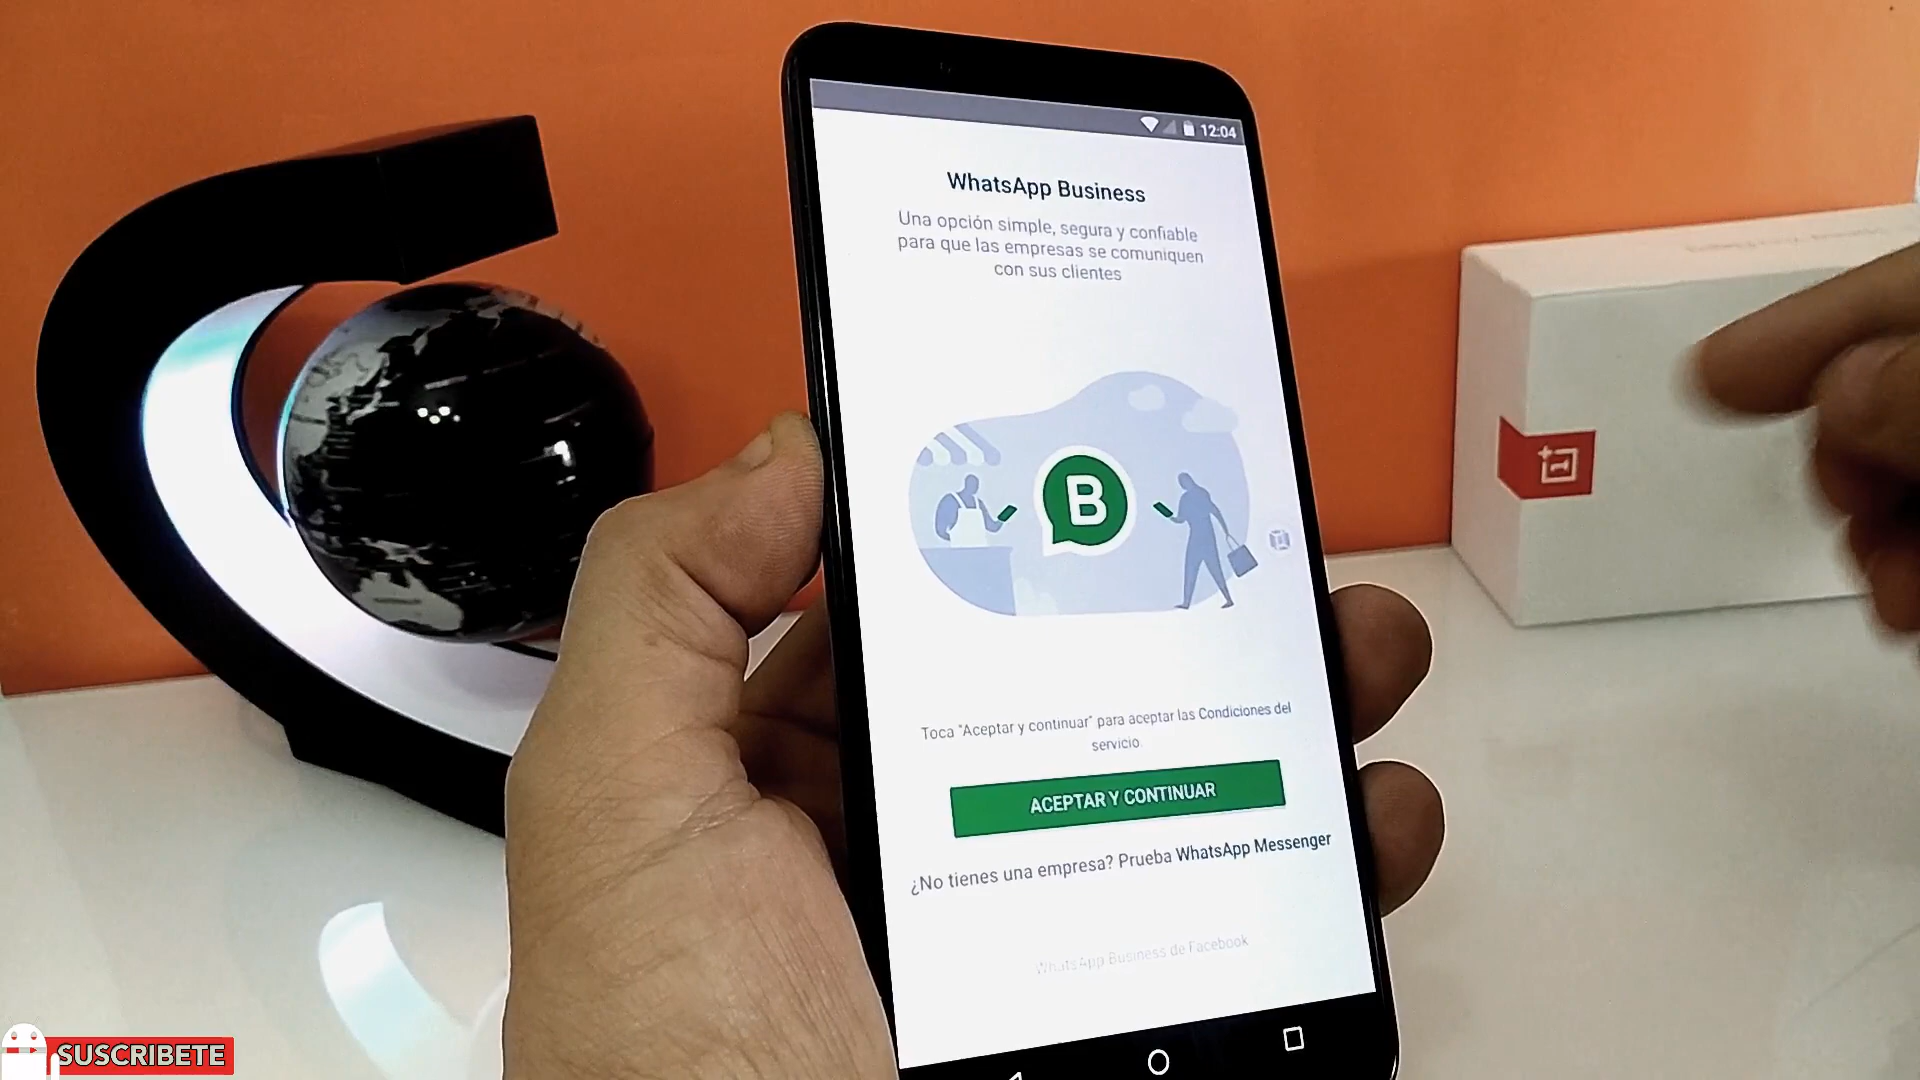 12:04
WhatsApp Business
Una opción simple, segura y confiable
para que las empresas se comuniquen
con sus clientes
B
Toca "Aceptar y continuar" para aceptar las Condiciones del
servicio.
ACEPTAR Y CONTINUAR
¿No tienes una empresa? Prueba WhatsApp Messenger
WhatsApp Business de Facebook
SUSCRIBETE